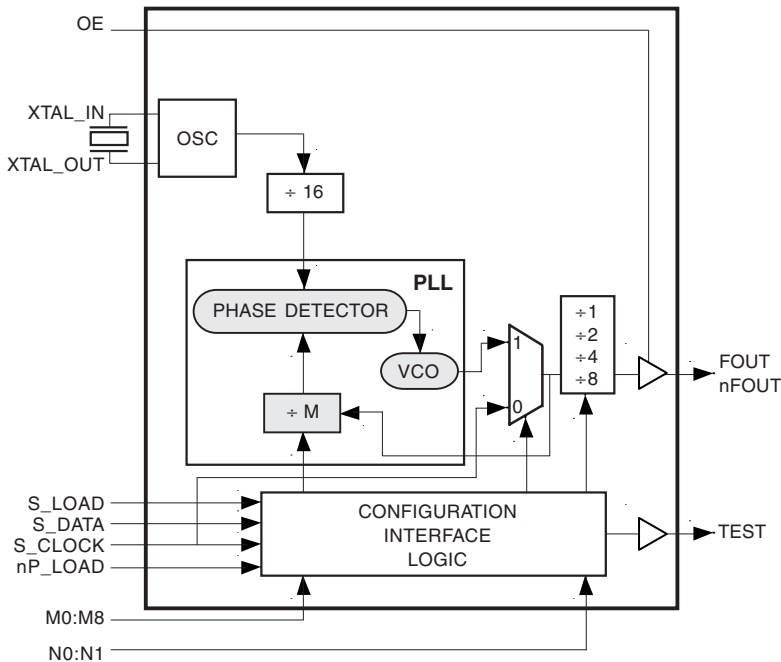 OE
XTAL_IN
OSC
XTAL_OUT
÷ 16
PLL
PHASE DETECTOR
÷1
÷2
÷4
÷8
1
VCO
FOUT
nFOUT
÷ M
0
S_LOAD
S_DATA
S_CLOCK
nP_LOAD
CONFIGURATION
INTERFACE
LOGIC
TEST
M0:M8
N0:N1